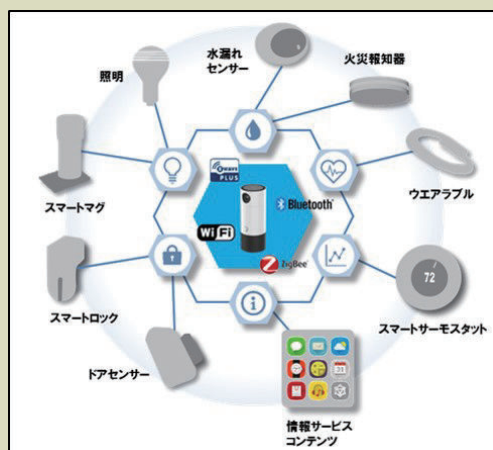 水漏れ
センサー
火災報知器
照明
ウエアラブル
スマートマグ
Z WAVE
PLUS
Bluetooth
WiFi
ZigBee
72
スマートロック
スマートサーモスタット
ドアセンサー
情報サービス
コンテンツ